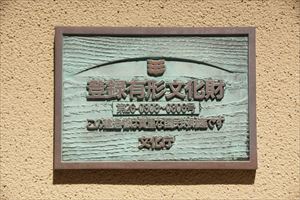 登録有形文化財
この建造物は貴重な国民的財産です
文化庁